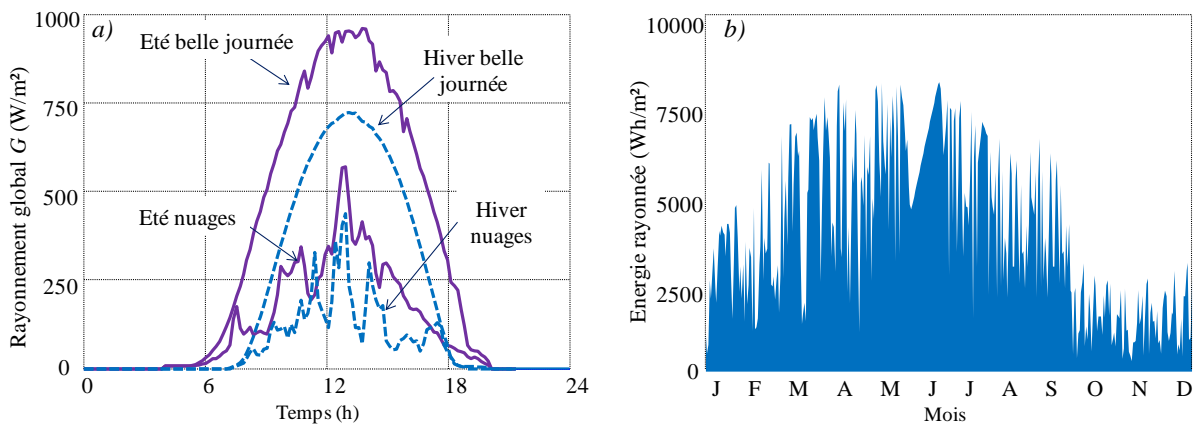 a)
Rayonnement global G (W/m²)
1000
750
500
250
0
Eté belle journée
Hiver belle
journée
Eté nuages
Hiver
nuages
0
6
12
18
24
Temps (h)
b)
Energie rayonnée (Wh/m²)
10000
7500
5000
2500
0
J F M A M J J A S O N D
Mois